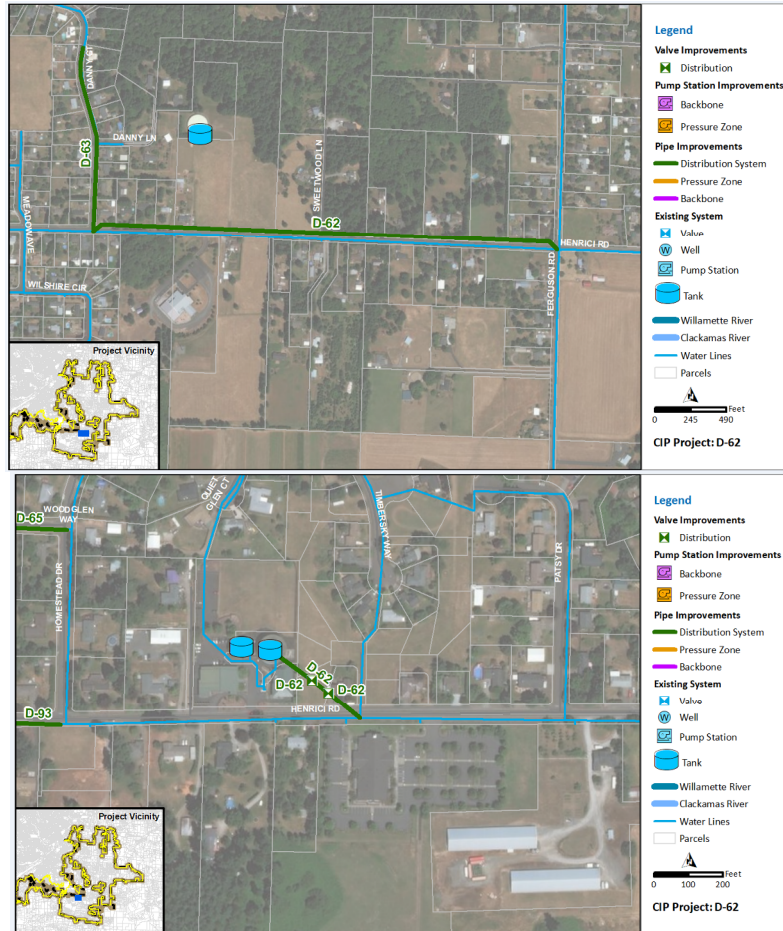 DANNY CT
DANNY LN
D-63
SWEETWOOD LN
MEADOWAVE
D-62
HENRICI RD
FERGUSON RD
WILSHIRE CIR
Project Vicinity
Legend
Valve Improvements
Distribution
Pump Station Improvements
Backbone
Pressure Zone
Pipe Improvements
Distribution System
Pressure Zone
Backbone
Existing System
Valve
W Well
Pump Station
Tank
Willamette River
Clackamas River
Water Lines
Parcels
Feet
0 245 490
CIP Project: D-62
QUIET
GLEN CT
WOODGLEN
WAY
D-65
TIMBERSKY WAY
HOMESTEAD DR
PATSY DR
D-62
D-62
D-62
HENRICI RD
D-93
Project Vicinity
Legend
Valve Improvements
Distribution
Pump Station Improvements
Backbone
Pressure Zone
Pipe Improvements
Distribution System
Pressure Zone
Backbone
Existing System
Valve
W Well
Pump Station
Tank
Willamette River
Clackamas River
Water Lines
Parcels
Feet
0 100 200
CIP Project: D-62